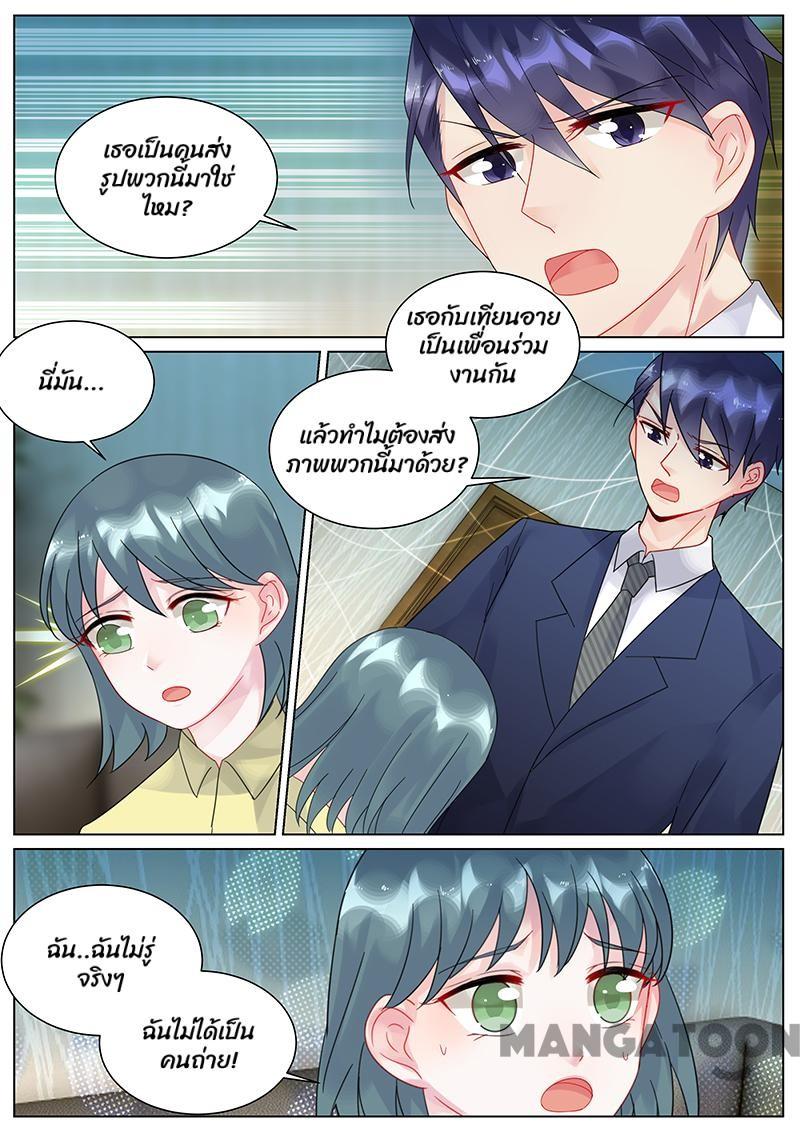 เธอเป็นคนส่ง
รูปพวกนี้มาใช่
ไหม?
นี่มัน...
เธอกับเทียนอาย
เป็นเพื่อนร่วม
งานกัน
แล้วทำไมต้องส่ง
ภาพพวกนี้มาด้วย?
ฉัน..ฉันไม่รู้
จริงๆ
ฉันไม่ได้เป็น
คนถ่าย!
MANGATOON